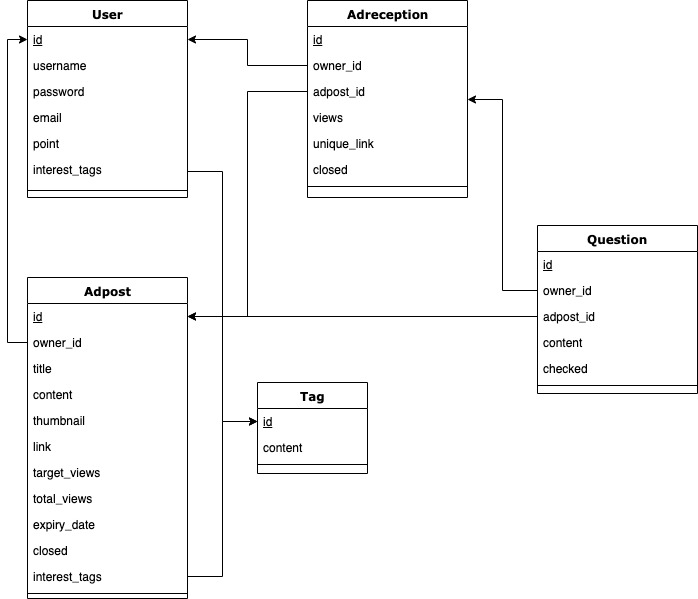 User
id
username
password
email
point
interest_tags
Adreception
id
owner_id
adpost_id
views
unique_link
closed
Question
id
owner_id
adpost_id
content
checked
Adpost
id
owner_id
title
content
thumbnail
link
target_views
total_views
expiry_date
closed
interest_tags
Tag
id
content